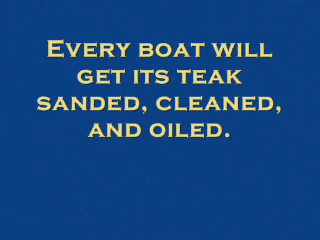 Every boat will
get its teak
sanded, cleaned,
and oiled.